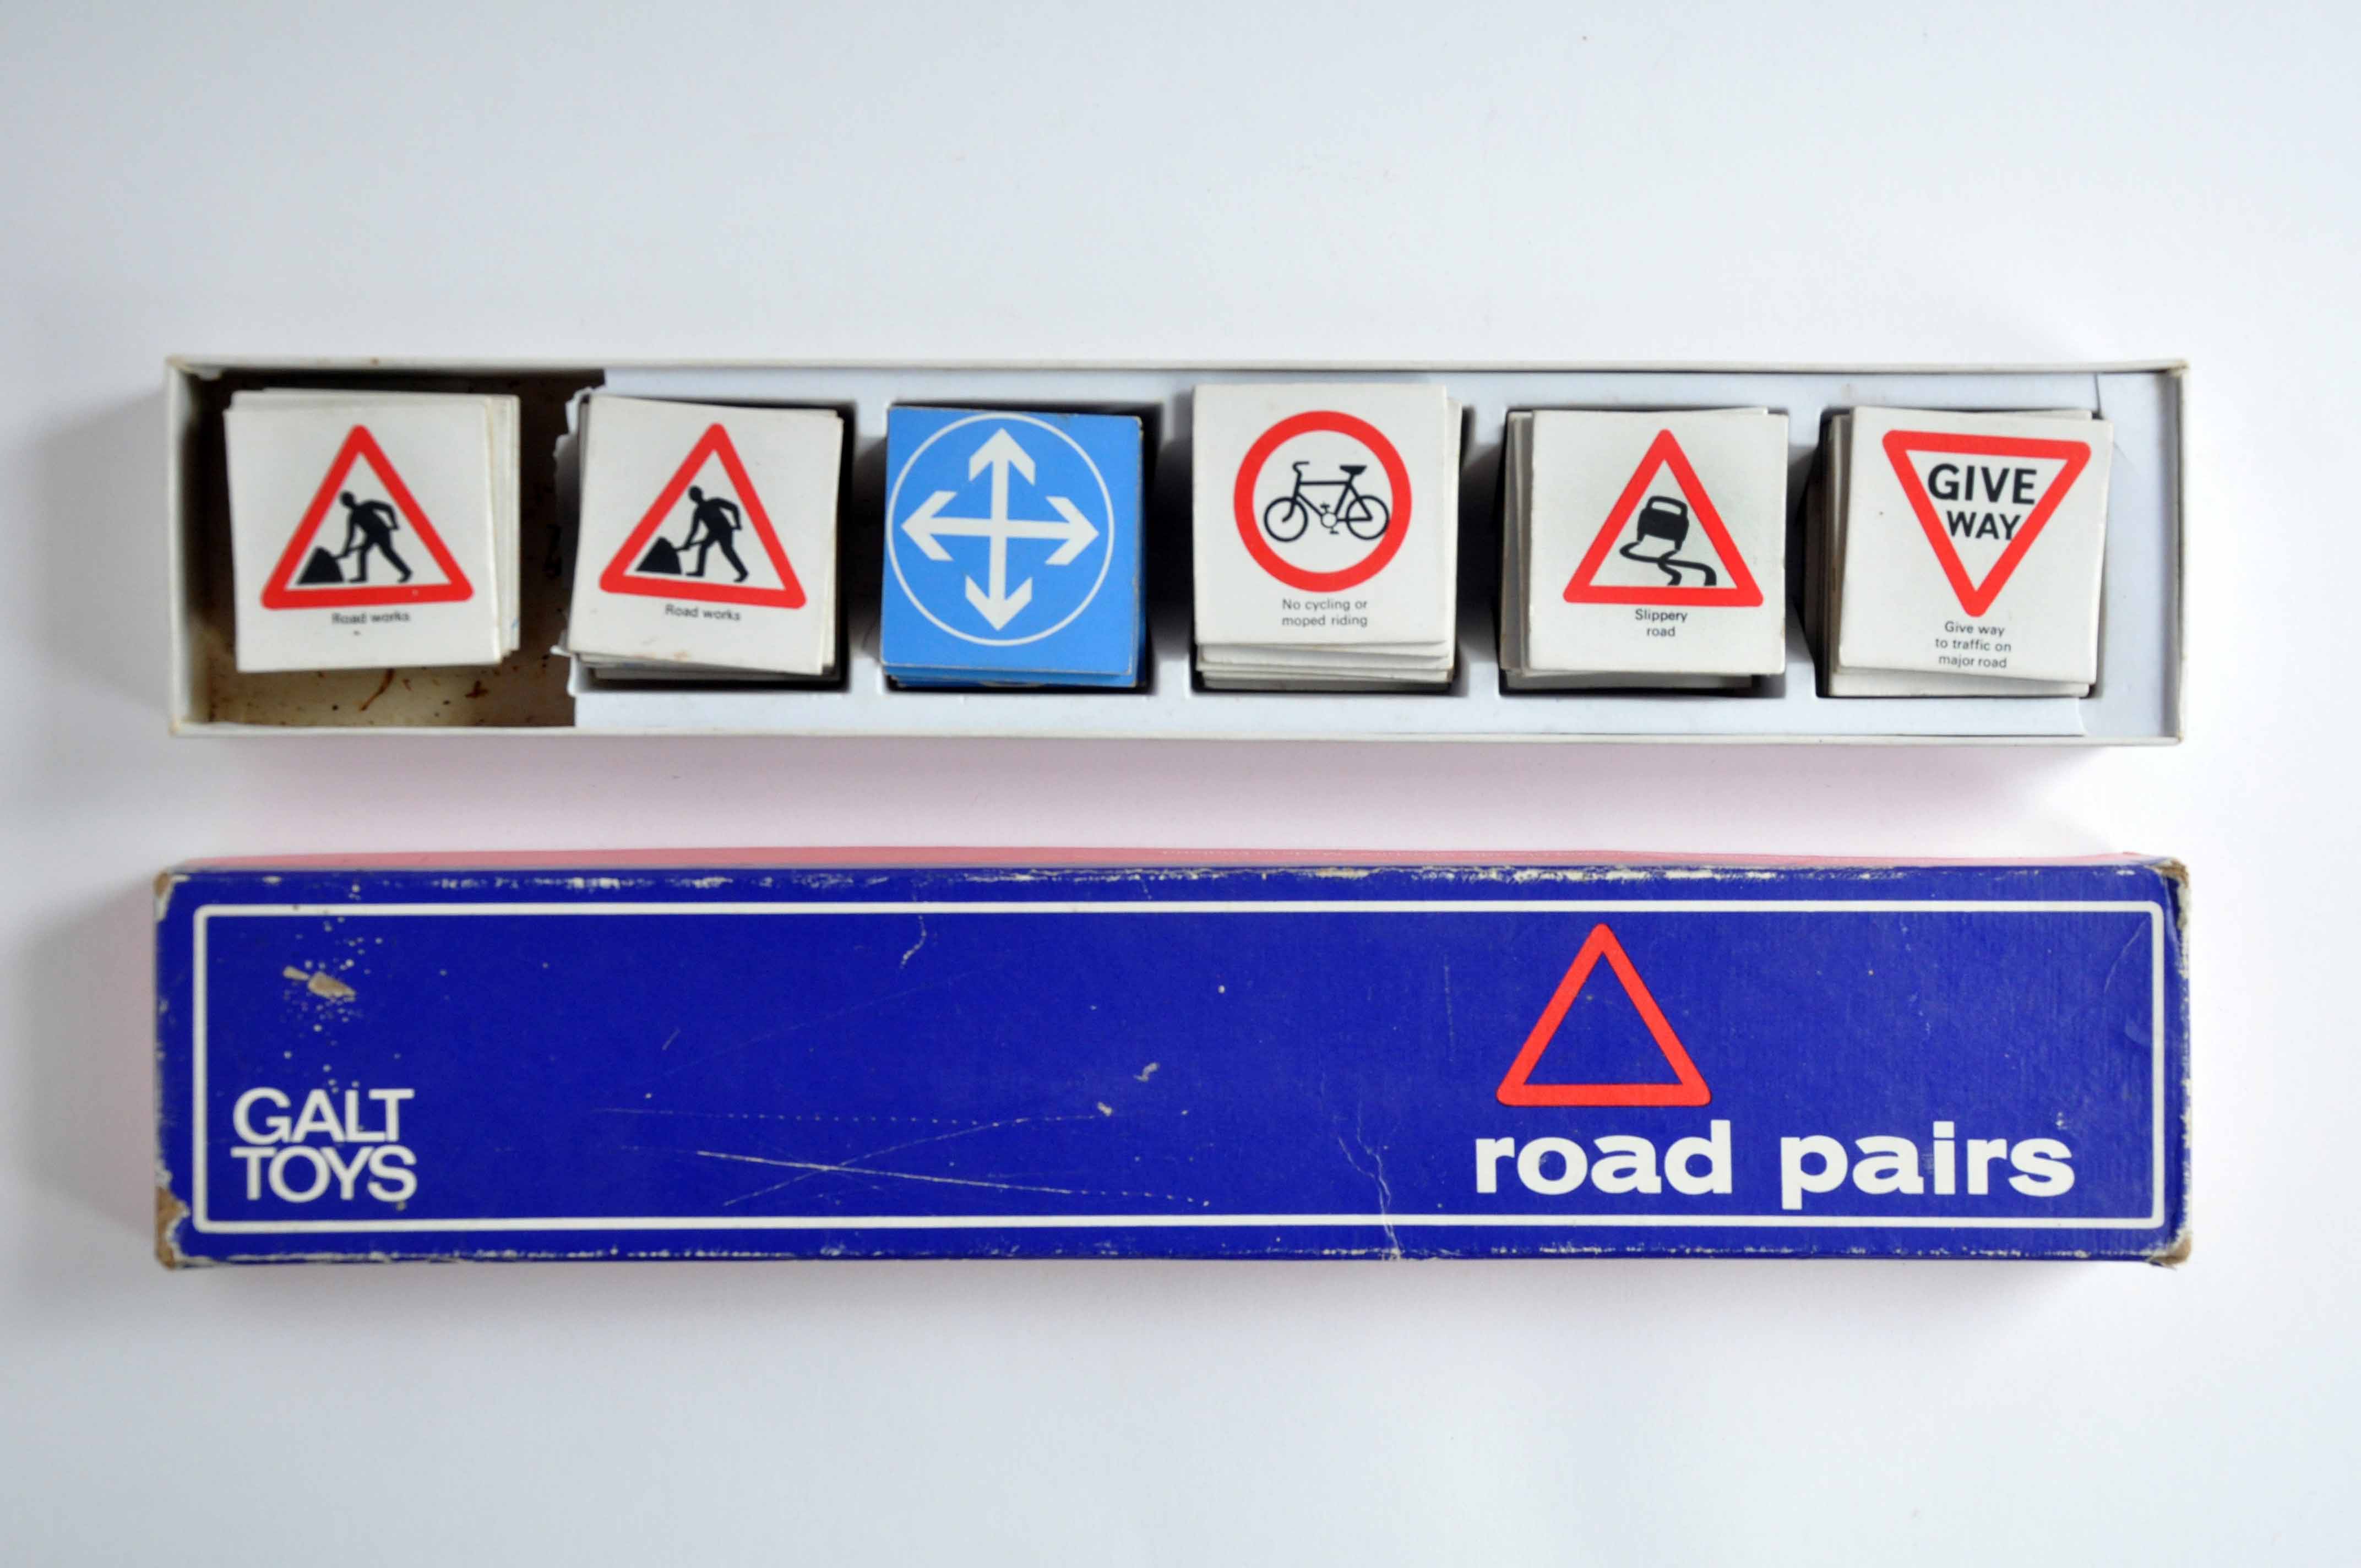 Road works
Road works
No cycling or
moped riding
Slippery
road
GIVE
WAY
Give way
to traffic on
major road
GALT
TOYS
road pairs